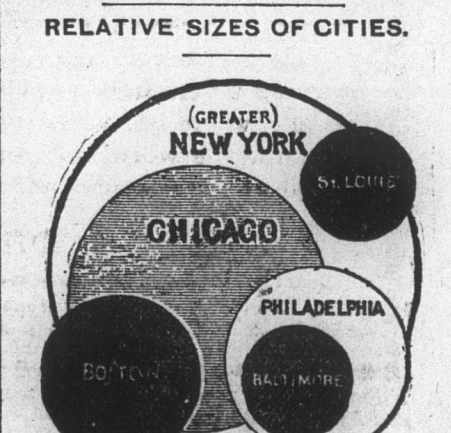 RELATIVE SIZES OF CITIES.
(GREATER)
NEW YORK
ST. LOUIS
CHICAGO
PHILADELPHIA
BOSTON
BALTIMORE